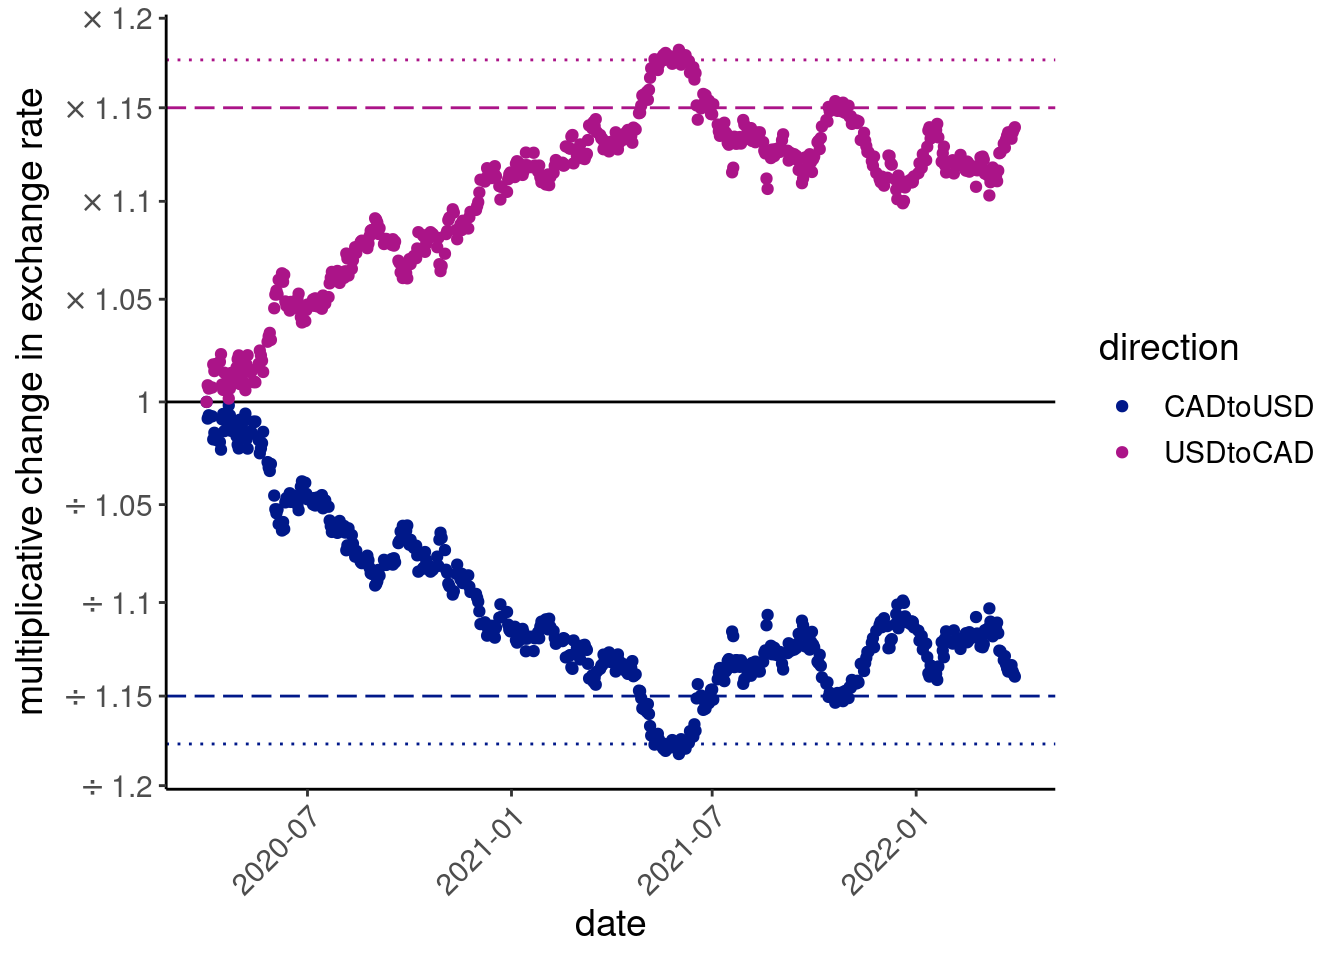 × 1.2
× 1.15
× 1.1
× 1.05
1
÷ 1.05
÷ 1.1
÷ 1.15
÷ 1.2
multiplicative change in exchange rate
2020-07
2021-01
2021-07
2022-01
date
direction
CADtoUSD
USDtoCAD